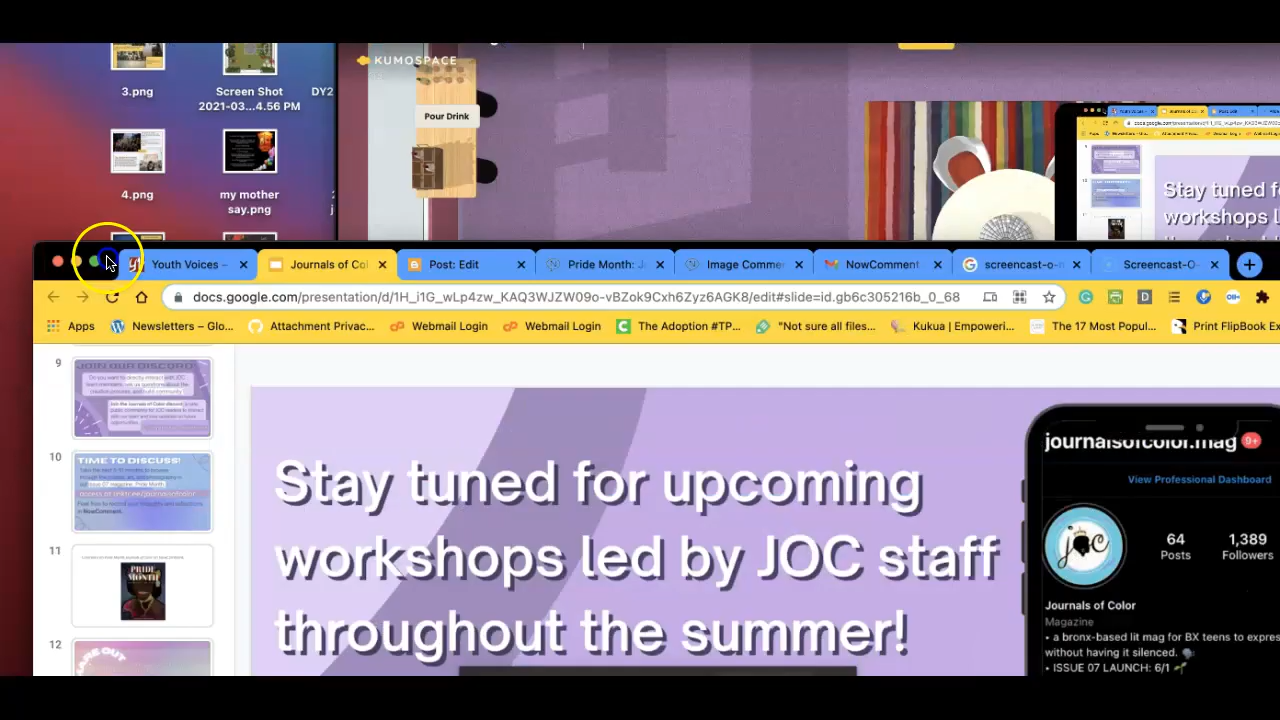 3.png
Screen Shot
2021-03...4.56 PM
DY2
4.png
my mother
say.png
KUMOSPACE
Pour Drink
Stay tuned
workshops
Youth Voices –
Journals of Col
Post: Edit
Pride Month: J
Image Comme
NowComment
screencast-o-
Screencast-O-
docs.google.com/presentation/d/1H_i1G_wLp4zw_KAQ3WJZW09o-vBZok9Cxh6Zyz6AGK8/edit#slide=id.gb6c305216b_0_68
Apps
Newsletters – Glo...
Attachment Privac...
Webmail Login
Webmail Login
The Adoption #TP...
"Not sure all files...
Kukua | Empoweri...
The 17 Most Popul...
Print FlipBook Ex
9
JOIN OUR DISCORD
10
TIME TO DISCUSS!
11
PRIDE
MONTH
12
SHARE OUT
Stay tuned for upcoming
workshops led by JOC staff
throughout the summer!
journalsofcolor.mag 9+
View Professional Dashboard
joc
64
Posts
1,389
Followers
Journals of Color
Magazine
• a bronx-based lit mag for BX teens to expre
without having it silenced.
• ISSUE 07 LAUNCH: 6/1